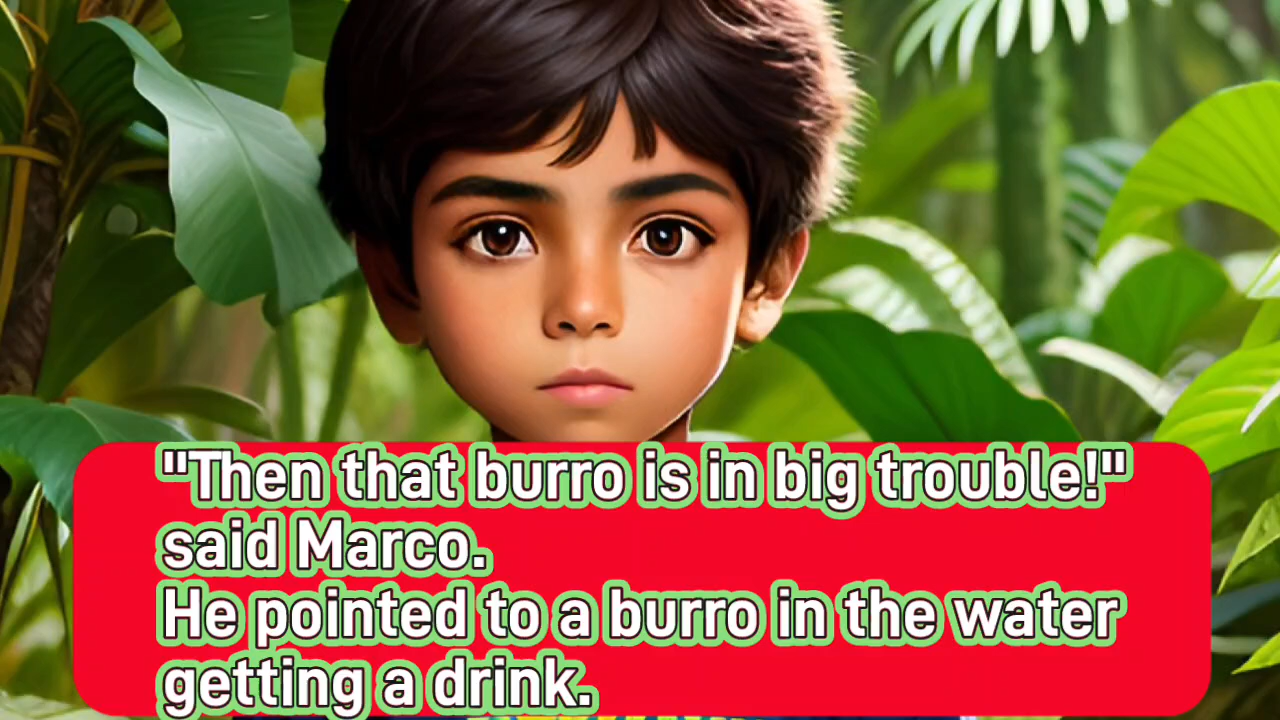 "Then that burro is in big trouble!"
said Marco.
He pointed to a burro in the water
getting a drink.